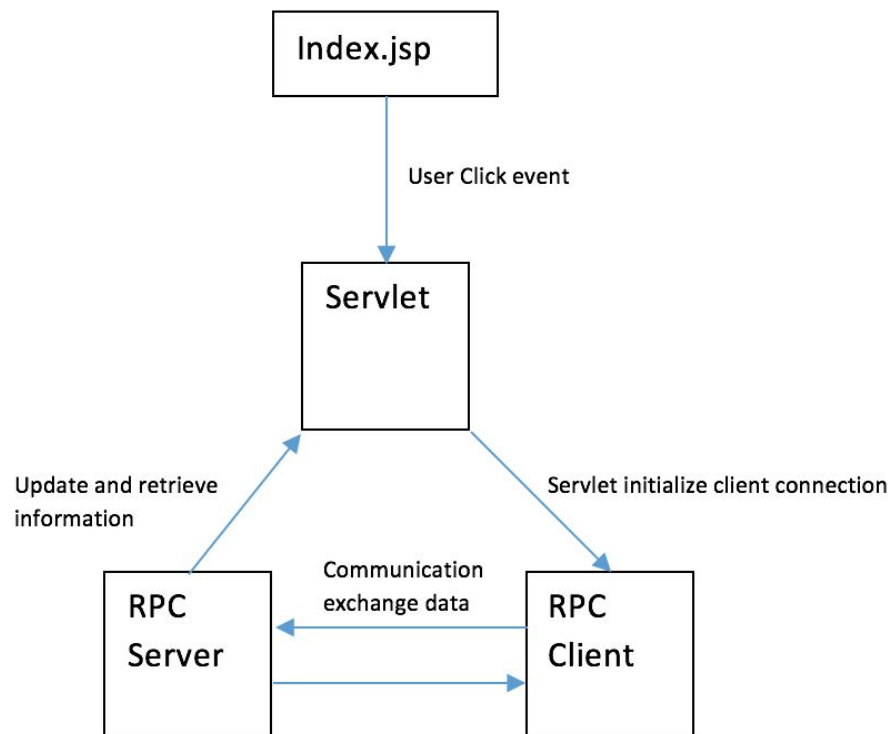 Index.jsp
User Click event
Servlet
Update and retrieve
information
Servlet initialize client connection
Communication
exchange data
RPC
Server
RPC
Client